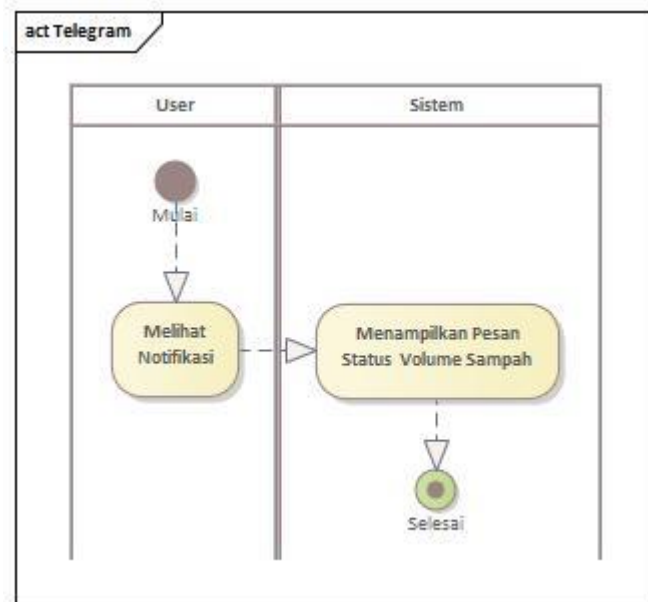 act Telegram
User
Sistem
Mulai
Melihat
Notifikasi
Menampilkan Pesan
Status Volume Sampah
Selesai